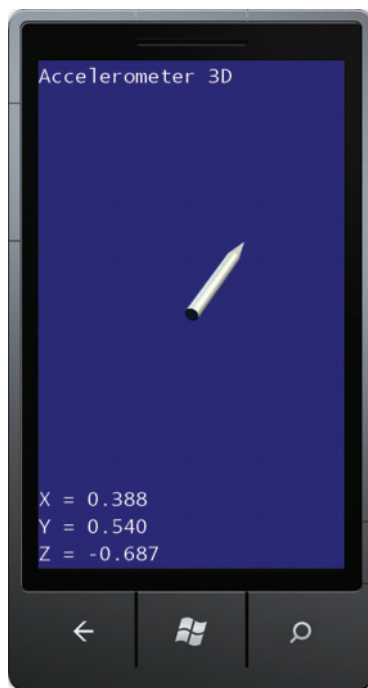 Accelerometer 3D
X = 0.388
Y = 0.540
Z = -0.687